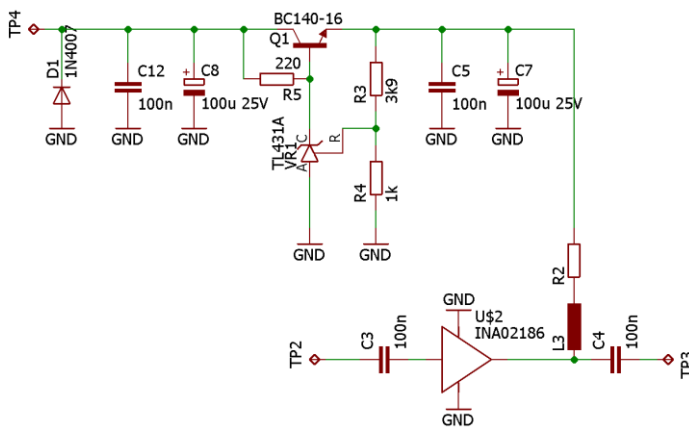 TP4
D1
1N4007
GND
C12
100n
GND
C8
100u 25V
GND
BC140-16
Q1
220
R5
TL431A
VR1
C
A
R
GND
R3
3k9
R4
1k
GND
C5
100n
GND
C7
100u 25V
GND
R2
L3
TP2
C3
100n
GND
U$2
INA02186
GND
C4
100n
TP3